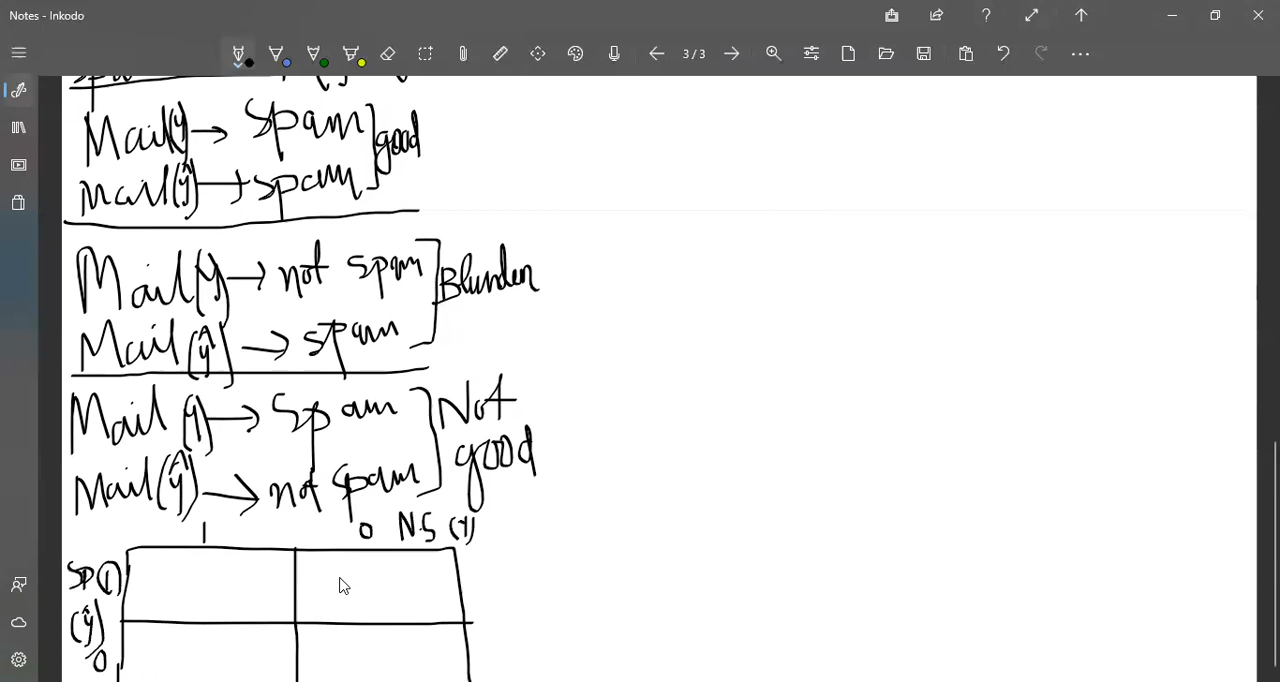 Notes - Inkodo
3/3
Mail(y) → Spam
good
Mail(ŷ) → spam
Mail(y) → not spam
Blunder
Mail(ŷ) → spam
Mail(y) → Spam
Not
good
Mail(ŷ) → not spam
1
0 N.S (y)
SP(1)
(ŷ)
0